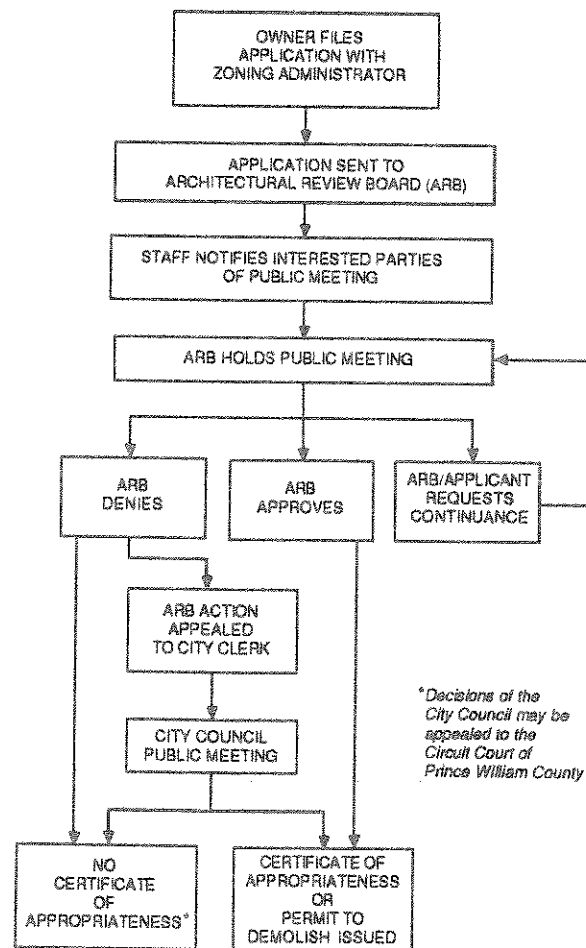 OWNER FILES
APPLICATION WITH
ZONING ADMINISTRATOR
APPLICATION SENT TO
ARCHITECTURAL REVIEW BOARD (ARB)
STAFF NOTIFIES INTERESTED PARTIES
OF PUBLIC MEETING
ARB HOLDS PUBLIC MEETING
ARB
DENIES
ARB
APPROVES
ARB/APPLICANT
REQUESTS
CONTINUANCE
ARB ACTION
APPEALED
TO CITY CLERK
CITY COUNCIL
PUBLIC MEETING
*Decisions of the
City Council may be
appealed to the
Circuit Court of
Prince William County
NO
CERTIFICATE
OF
APPROPRIATENESS*
CERTIFICATE OF
APPROPRIATENESS
OR
PERMIT TO
DEMOLISH ISSUED